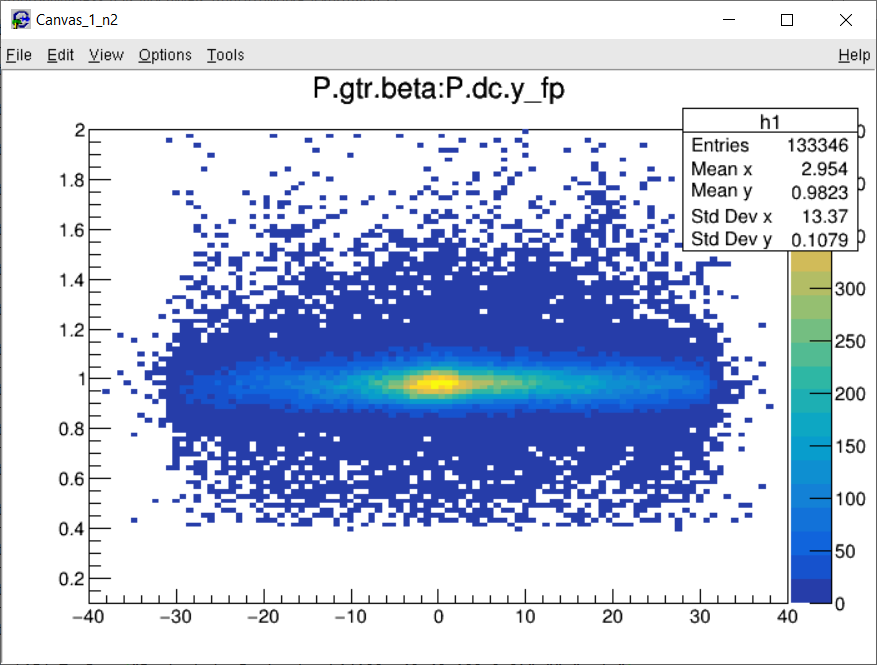 Canvas_1_n2
File Edit View Options Tools Help
P.gtr.beta:P.dc.y_fp
h1
Entries 133346
Mean x 2.954
Mean y 0.9823
Std Dev x 13.37
Std Dev y 0.1079
2
1.8
1.6
1.4
1.2
1
0.8
0.6
0.4
0.2
−40 −30 −20 −10 0 10 20 30 40
0
0
0
300
250
200
150
100
50
0